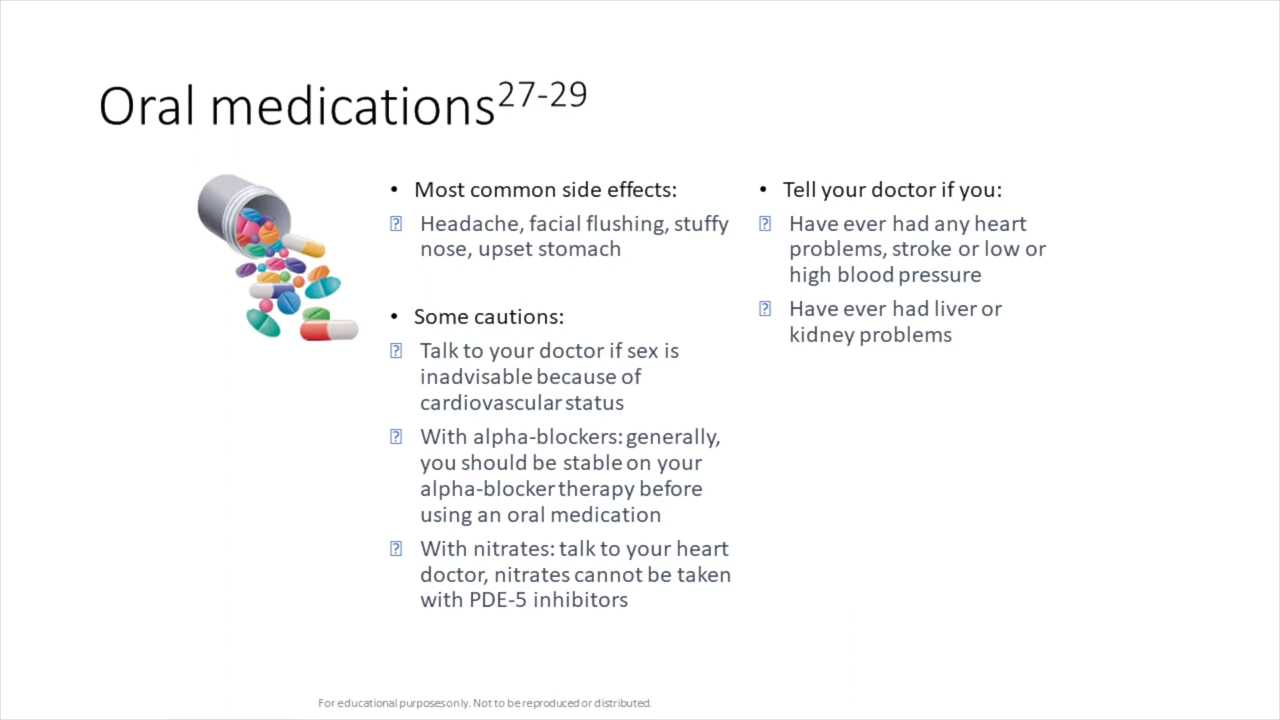 Oral medications27-29
• Most common side effects:
Headache, facial flushing, stuffy
nose, upset stomach
• Some cautions:
Talk to your doctor if sex is
inadvisable because of
cardiovascular status
With alpha-blockers: generally,
you should be stable on your
alpha-blocker therapy before
using an oral medication
With nitrates: talk to your heart
doctor, nitrates cannot be taken
with PDE-5 inhibitors
• Tell your doctor if you:
Have ever had any heart
problems, stroke or low or
high blood pressure
Have ever had liver or
kidney problems
For educational purposes only. Not to be reproduced or distributed.